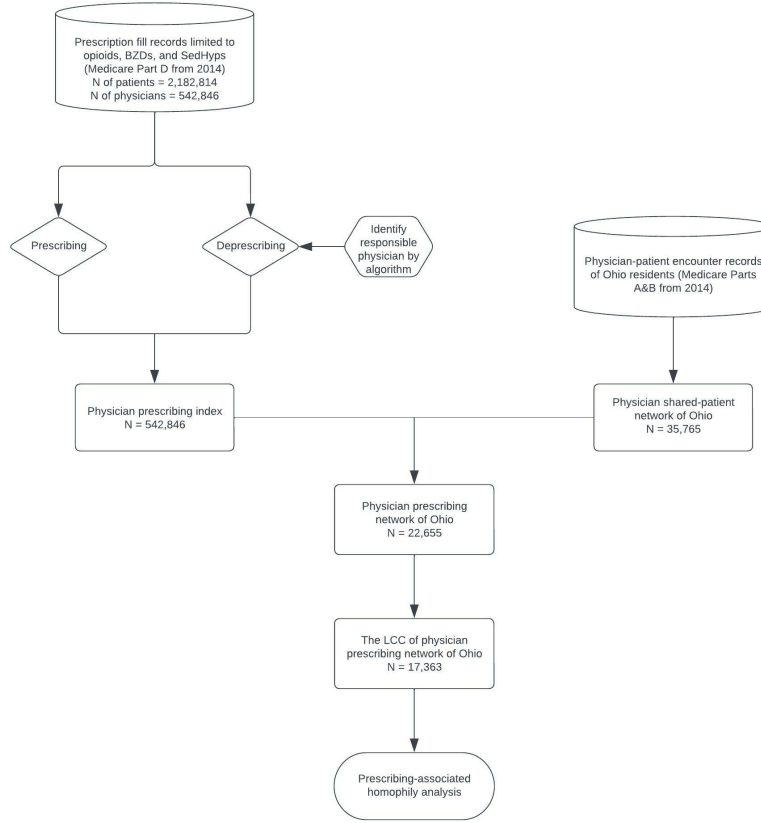 Prescription fill records limited to
opioids, BZDs, and SedHyps
(Medicare Part D from 2014)
N of patients = 2,182,814
N of physicians = 542,846
Prescribing
Deprescribing
Identify
responsible
physician by
algorithm
Physician-patient encounter records
of Ohio residents (Medicare Parts
A&B from 2014)
Physician prescribing index
N = 542,846
Physician shared-patient
network of Ohio
N = 35,765
Physician prescribing
network of Ohio
N = 22,655
The LCC of physician
prescribing network of Ohio
N = 17,363
Prescribing-associated
homophily analysis